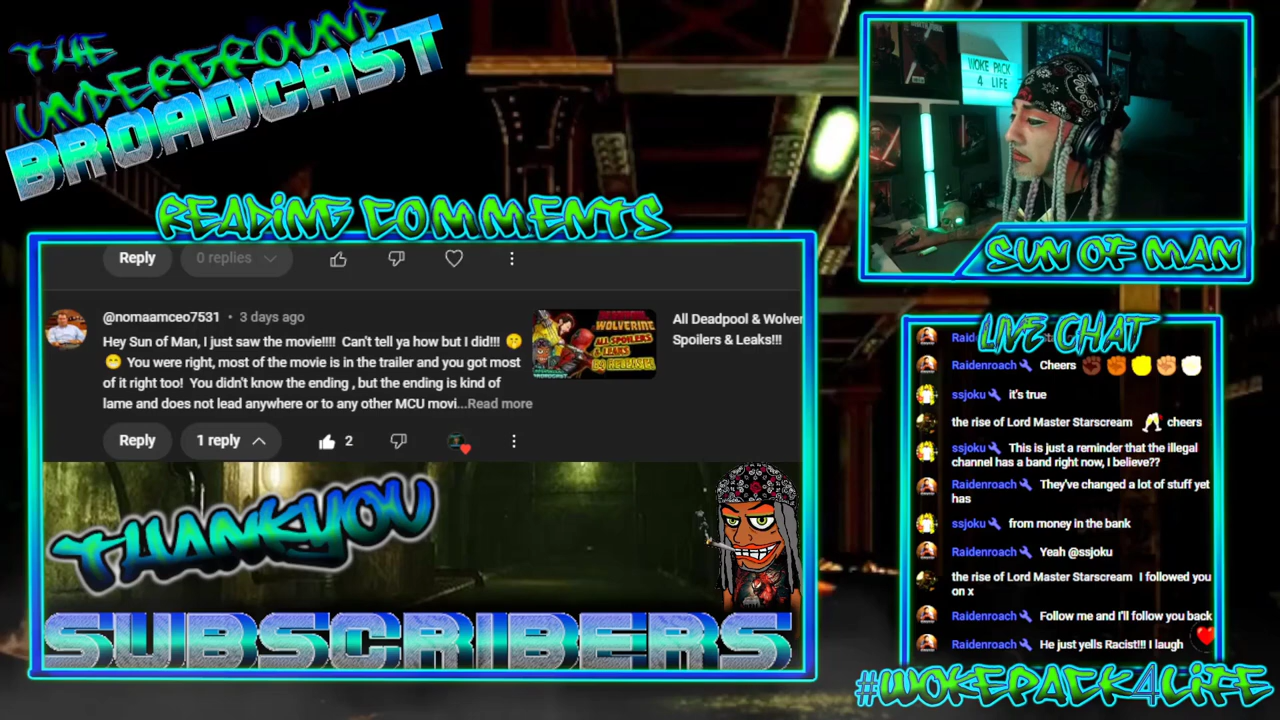 THE
UNDERGROUND
BROADCAST
READING COMMENTS
Reply 0 replies
@nomaamceo7531 • 3 days ago
Hey Sun of Man, I just saw the movie!!!! Can't tell ya how but I did!!! 🤫
😁 You were right, most of the movie is in the trailer and you got most
of it right too! You didn't know the ending , but the ending is kind of
lame and does not lead anywhere or to any other MCU movi...Read more
Reply 1 reply 2
WOLVERINE
ALL SPOILERS
& LEAKS
All Deadpool & Wolver
Spoilers & Leaks!!!
THANKYOU
SUBSCRIBERS
WOKE PACK
4 LIFE
SUN OF MAN
LIVE CHAT
Raidenroach Cheers ✊🏿✊🏾✊✊🏼✊🏻
ssjoku it's true
the rise of Lord Master Starscream 🥂 cheers
ssjoku This is just a reminder that the illegal
channel has a band right now, I believe??
Raidenroach They've changed a lot of stuff yet
has
ssjoku from money in the bank
Raidenroach Yeah @ssjoku
the rise of Lord Master Starscream I followed you
on x
Raidenroach Follow me and I'll follow you back
Raidenroach He just yells Racist!!! I laugh
#WOKEPACK4LIFE